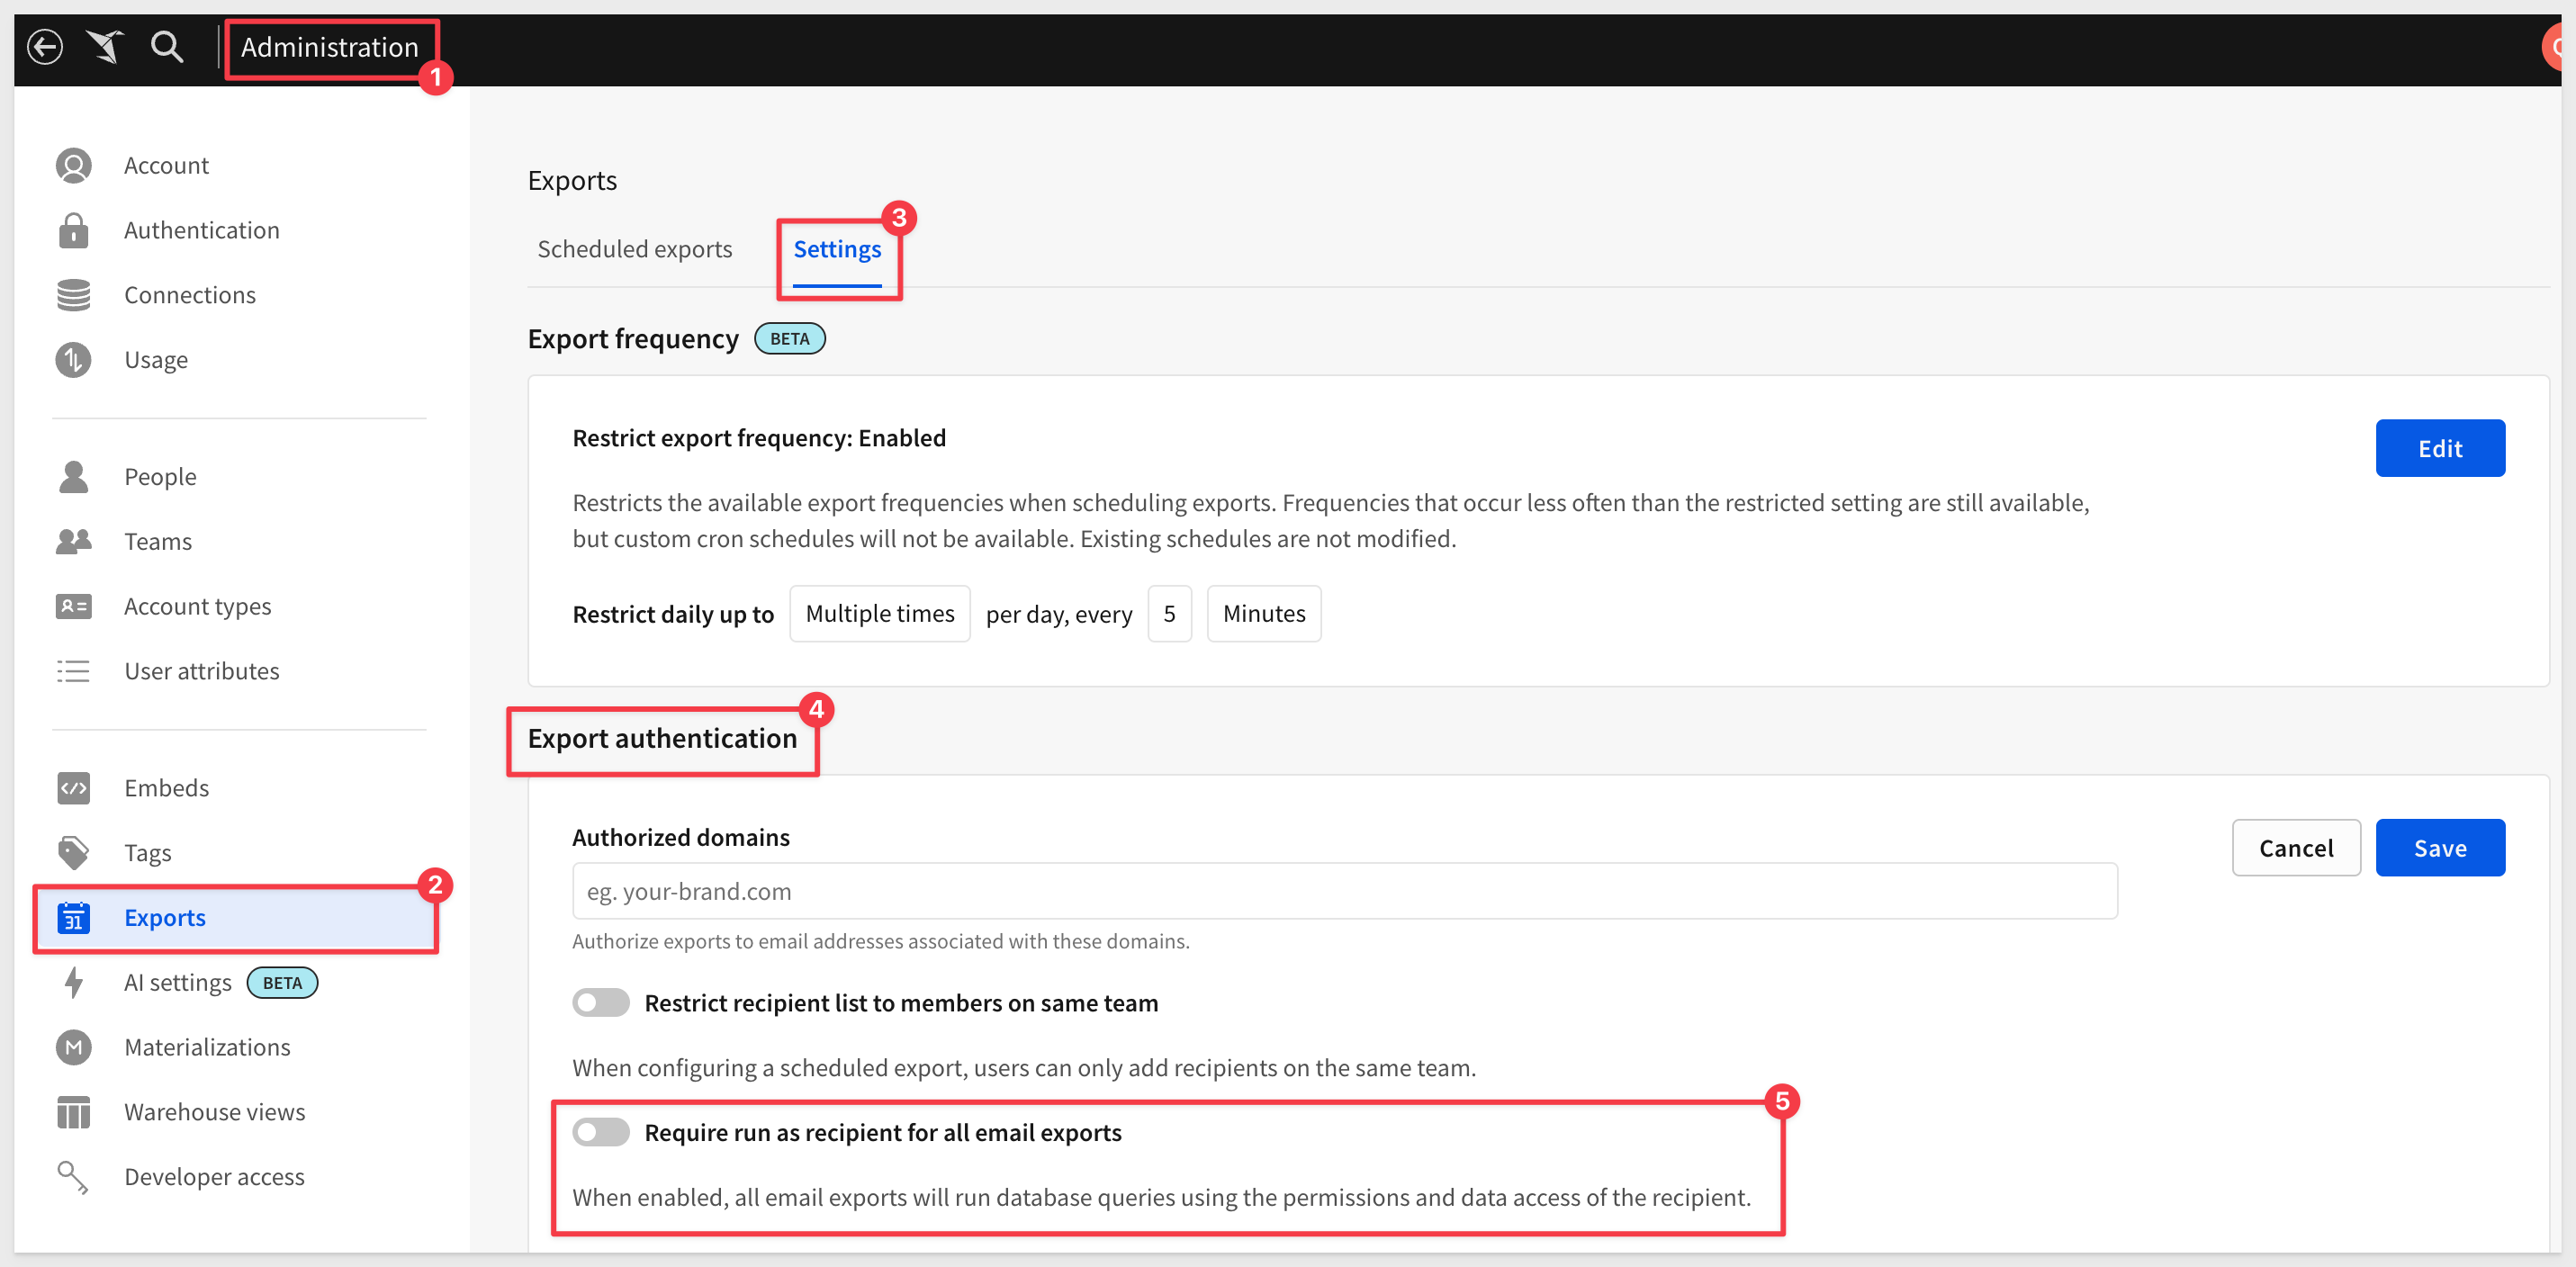 Administration
1
Account
Authentication
Connections
Usage
People
Teams
Account types
User attributes
Embeds
Tags
2
31
Exports
AI settings BETA
M
Materializations
Warehouse views
Developer access
Exports
Scheduled exports
Settings
3
Export frequency BETA
Restrict export frequency: Enabled
Edit
Restricts the available export frequencies when scheduling exports. Frequencies that occur less often than the restricted setting are still available,
but custom cron schedules will not be available. Existing schedules are not modified.
Restrict daily up to Multiple times per day, every 5 Minutes
4
Export authentication
Authorized domains
Cancel
Save
eg. your-brand.com
Authorize exports to email addresses associated with these domains.
Restrict recipient list to members on same team
When configuring a scheduled export, users can only add recipients on the same team.
5
Require run as recipient for all email exports
When enabled, all email exports will run database queries using the permissions and data access of the recipient.